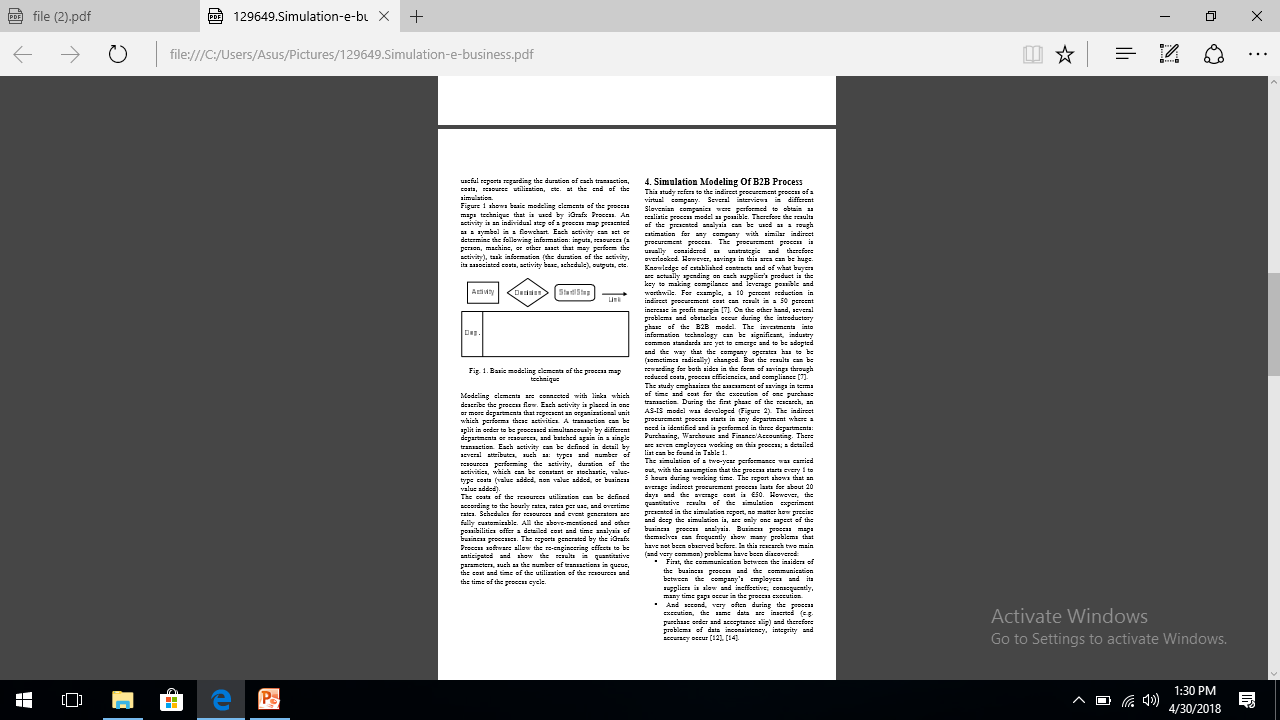 file (2).pdf
129649.Simulation-e-bu
file:///C:/Users/Asus/Pictures/129649.Simulation-e-business.pdf
useful reports regarding the duration of each transaction,
costs, resource utilization, etc. at the end of the
simulation.
Figure 1 shows basic modeling elements of the process
maps technique that is used by iGrafx Process. An
activity is an individual step of a process map presented
as a symbol in a flowchart. Each activity can set or
determine the following information: inputs, resources (a
person, machine, or other asset that may perform the
activity), task information (the duration of the activity,
its associated costs, activity base, schedule), outputs, etc.
Activity
Decision
Start/Stop
Link
Dep.
Fig. 1. Basic modeling elements of the process map
technique
Modeling elements are connected with links which
describe the process flow. Each activity is placed in one
or more departments that represent an organizational unit
which performs these activities. A transaction can be
split in order to be processed simultaneously by different
departments or resources, and batched again in a single
transaction. Each activity can be defined in detail by
several attributes, such as: types and number of
resources performing the activity, duration of the
activities, which can be constant or stochastic, value-
type costs (value added, non value added, or business
value added).
The costs of the resources utilization can be defined
according to the hourly rates, rates per use, and overtime
rates. Schedules for resources and event generators are
fully customizable. All the above-mentioned and other
possibilities offer a detailed cost and time analysis of
business processes. The reports generated by the iGrafx
Process software allow the re-engineering effects to be
anticipated and show the results in quantitative
parameters, such as the number of transactions in queue,
the cost and time of the utilization of the resources and
the time of the process cycle.
4. Simulation Modeling Of B2B Process
This study refers to the indirect procurement process of a
virtual company. Several interviews in different
Slovenian companies were performed to obtain as
realistic process model as possible. Therefore the results
of the presented analysis can be used as a rough
estimation for any company with similar indirect
procurement process. The procurement process is
usually considered as unstrategic and therefore
overlooked. However, savings in this area can be huge.
Knowledge of established contracts and of what buyers
are actually spending on each supplier's product is the
key to making compliance and leverage possible and
worthwile. For example, a 10 percent reduction in
indirect procurement cost can result in a 50 percent
increase in profit margin [7]. On the other hand, several
problems and obstacles occur during the introductory
phase of the B2B model. The investments into
information technology can be significant, industry
common standards are yet to emerge and to be adopted
and the way that the company operates has to be
(sometimes radically) changed. But the results can be
rewarding for both sides in the form of savings through
reduced costs, process efficiencies, and compliance [7].
The study emphasizes the assessment of savings in terms
of time and cost for the execution of one purchase
transaction. During the first phase of the research, an
AS-IS model was developed (Figure 2). The indirect
procurement process starts in any department where a
need is identified and is performed in three departments:
Purchasing, Warehouse and Finance/Accounting. There
are seven employees working on this process; a detailed
list can be found in Table 1.
The simulation of a two-year performance was carried
out, with the assumption that the process starts every 1 to
5 hours during working time. The report shows that an
average indirect procurement process lasts for about 20
days and the average cost is €50. However, the
quantitative results of the simulation experiment
presented in the simulation report, no matter how precise
and deep the simulation is, are only one aspect of the
business process analysis. Business process maps
themselves can frequently show many problems that
have not been observed before. In this research two main
(and very common) problems have been discovered:
• First, the communication between the insiders of
the business process and the communication
between the company's employees and its
suppliers is slow and ineffective; consequently,
many time gaps occur in the process execution.
• And second, very often during the process
execution, the same data are inserted (e.g.
purchase order and acceptance slip) and therefore
problems of data inconsistency, integrity and
accuracy occur [12], [14].
Activate Windows
Go to Settings to activate Windows.
1:30 PM
4/30/2018